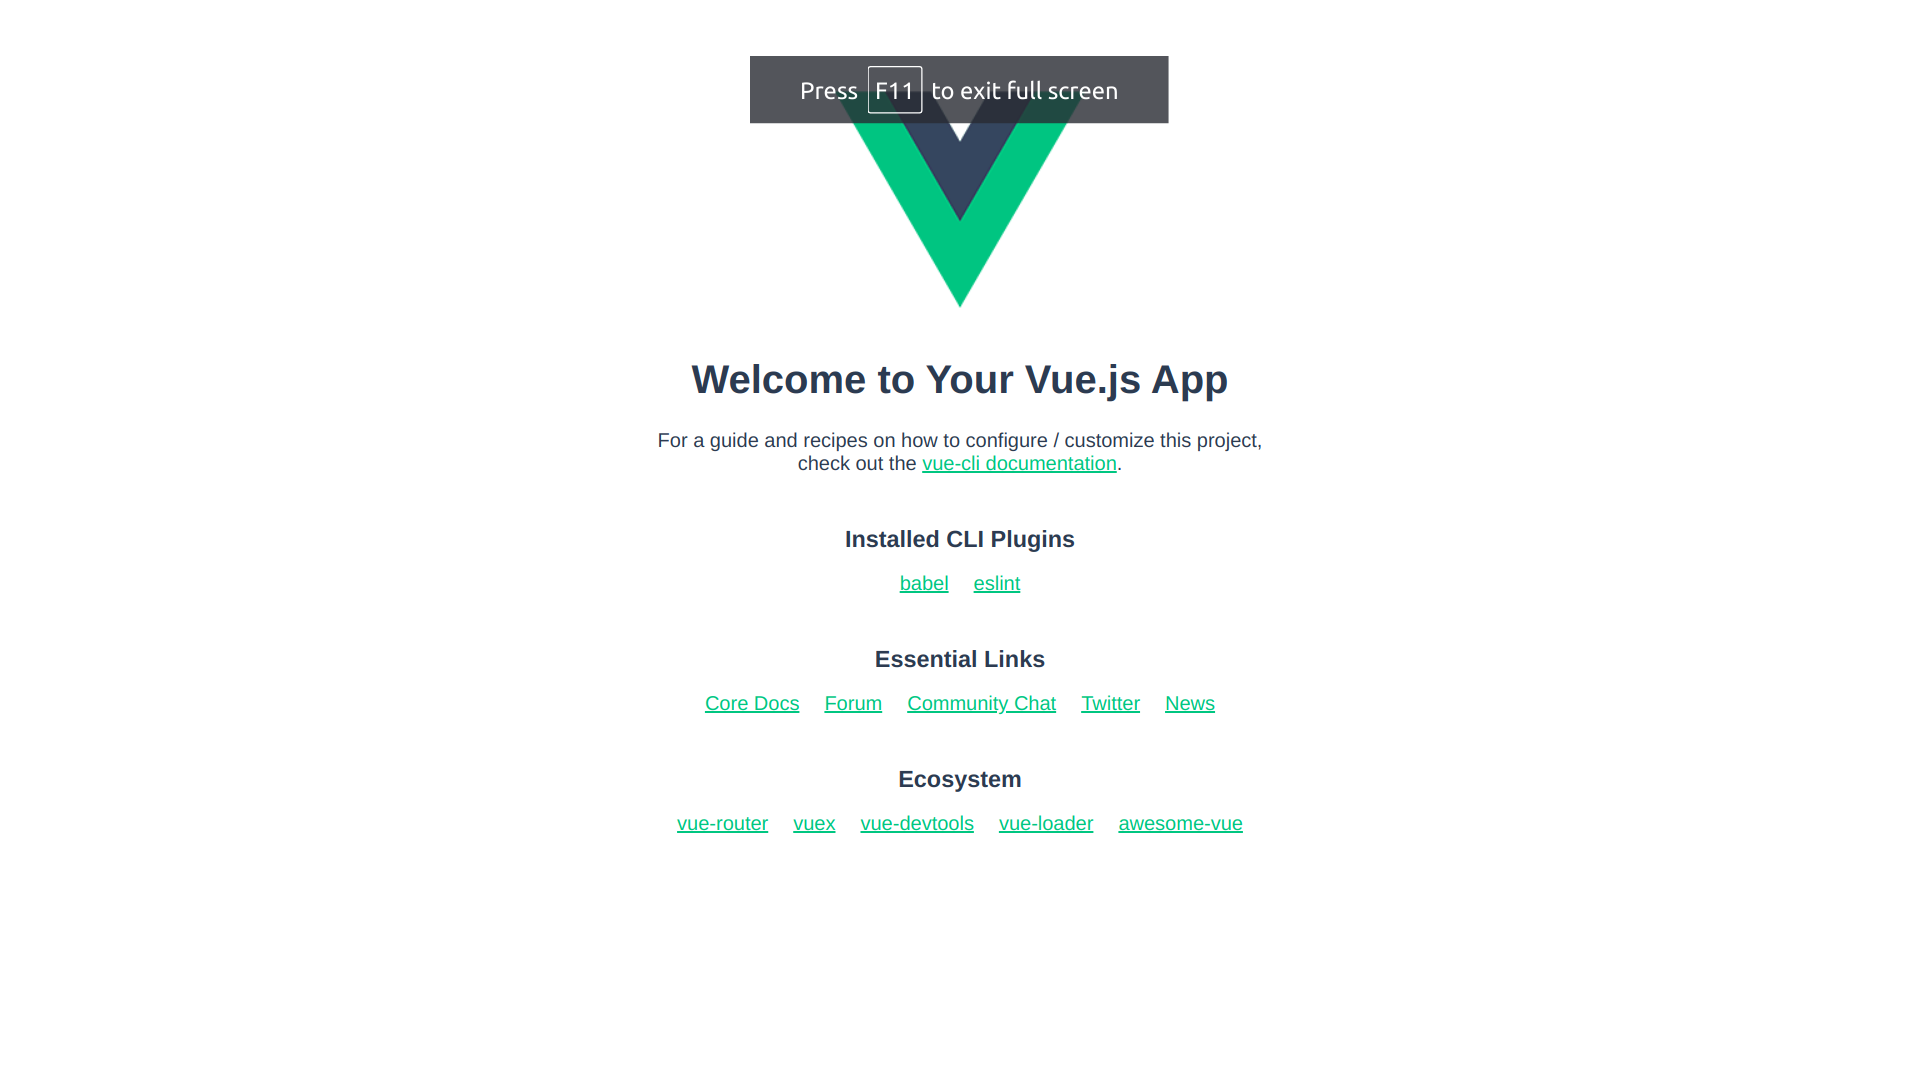 Press F11 to exit full screen
Welcome to Your Vue.js App
For a guide and recipes on how to configure / customize this project,
check out the vue-cli documentation.
Installed CLI Plugins
babel eslint
Essential Links
Core Docs Forum Community Chat Twitter News
Ecosystem
vue-router vuex vue-devtools vue-loader awesome-vue